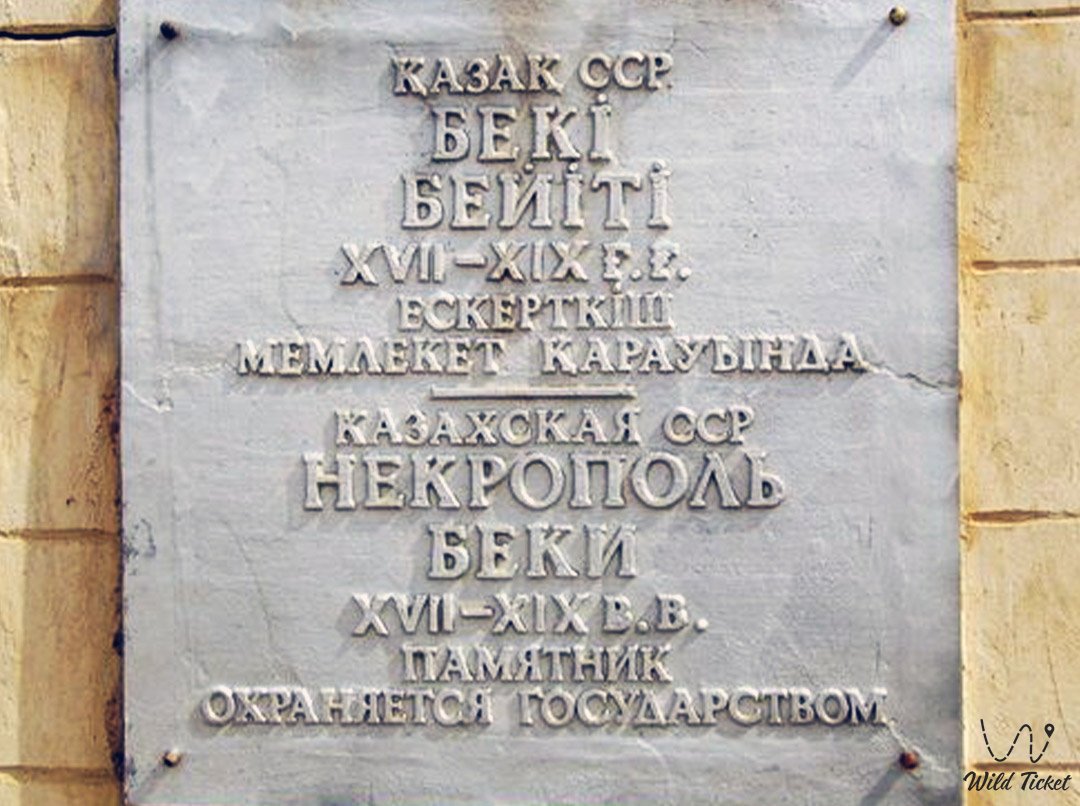 ҚАЗАҚ ССР
БЕКІ
БЕЙІТІ
XVII–XIX Ғ.Ғ.
ЕСКЕРТКІШ
МЕМЛЕКЕТ ҚАРАУЫНДА
КАЗАХСКАЯ ССР
НЕКРОПОЛЬ
БЕКИ
XVII–XIX В.В.
ПАМЯТНИК
ОХРАНЯЕТСЯ ГОСУДАРСТВОМ
Wild Ticket